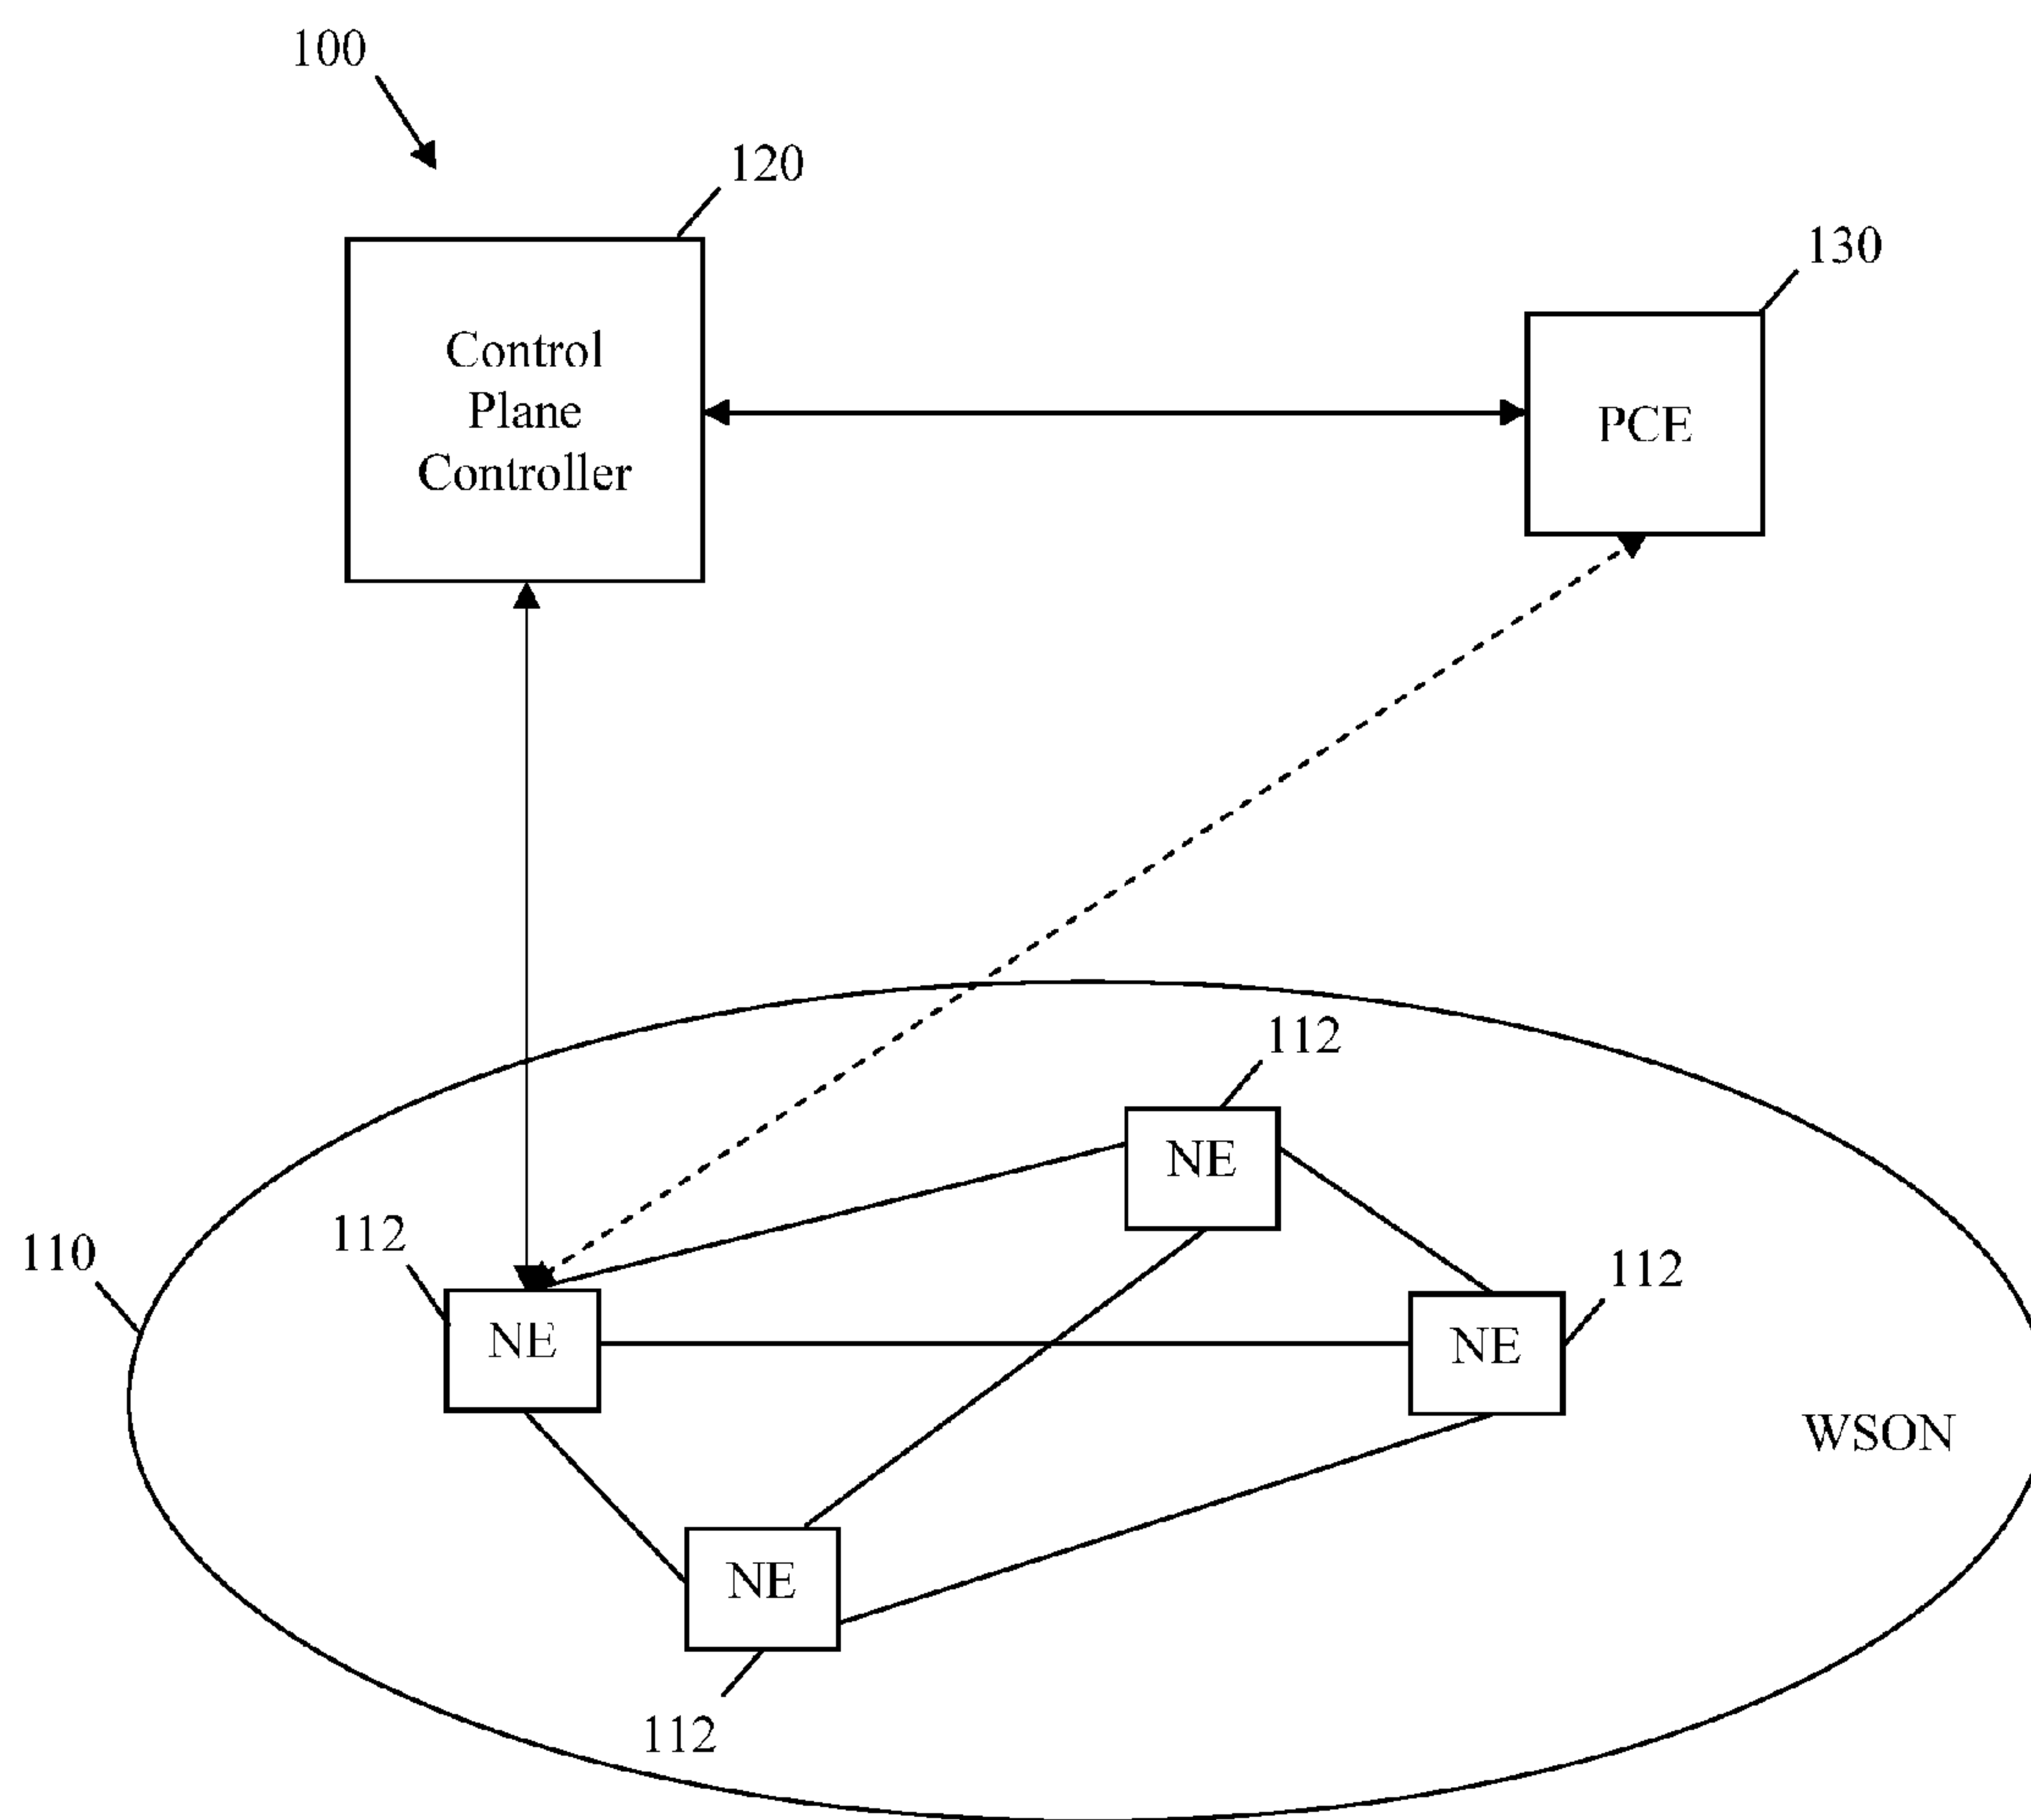 100
120
130
Control
Plane
Controller
PCE
112
NE
112
110
NE
112
NE
WSON
NE
112